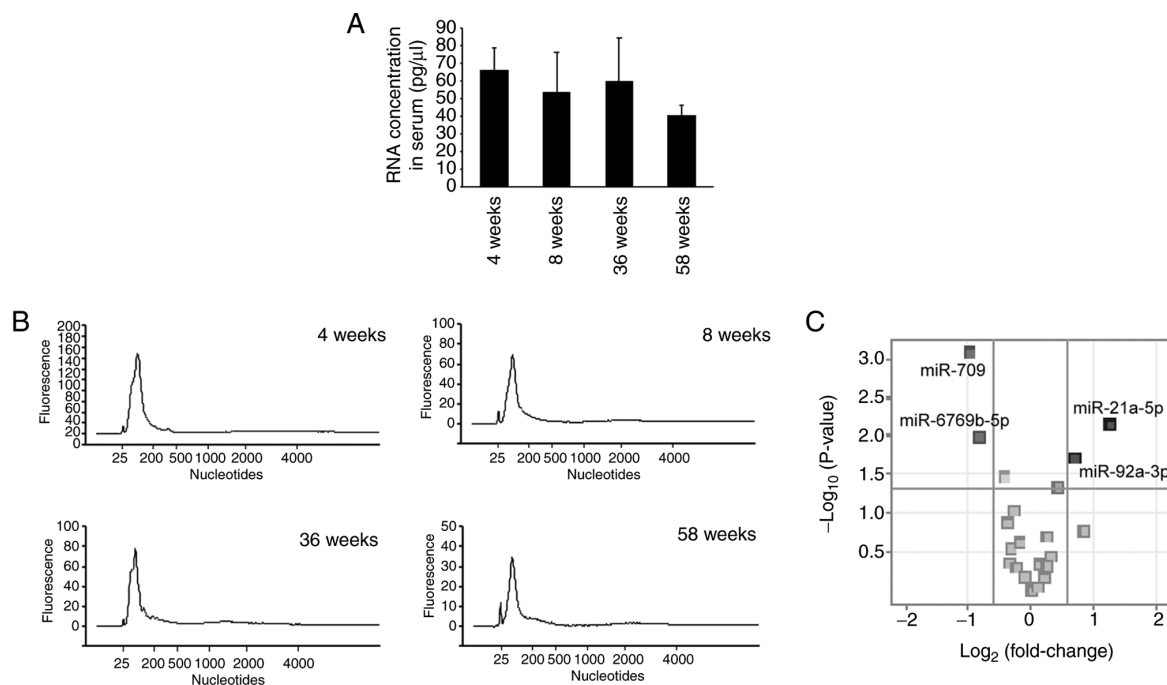 A
RNA concentration
in serum (pg/µl)
90
80
70
60
50
40
30
20
10
0
4 weeks
8 weeks
36 weeks
58 weeks
B
4 weeks
Fluorescence
200
180
160
140
120
100
80
60
40
20
0
25 200 500 1000 2000 4000
Nucleotides
8 weeks
Fluorescence
100
80
60
40
20
0
25 200 500 1000 2000 4000
Nucleotides
36 weeks
Fluorescence
100
80
60
40
20
0
25 200 500 1000 2000 4000
Nucleotides
58 weeks
Fluorescence
50
40
30
20
10
0
25 200 500 1000 2000 4000
Nucleotides
C
–Log10 (P-value)
3.0
2.5
2.0
1.5
1.0
0.5
miR-709
miR-6769b-5p
miR-21a-5p
miR-92a-3p
−2 −1 0 1 2
Log2 (fold-change)